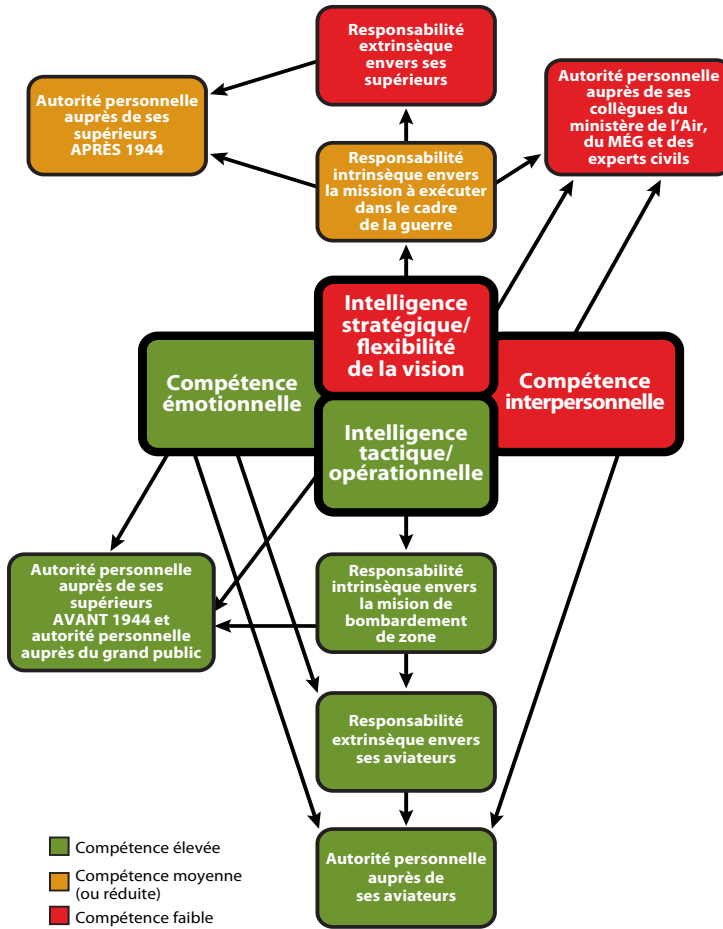 Responsabilité
extrinsèque
envers ses
supérieurs
Autorité personnelle
auprès de ses
supérieurs
APRÈS 1944
Autorité personnelle
auprès de ses
collègues du
ministère de l'Air,
du MÉG et des
experts civils
Responsabilité
intrinsèque envers
la mission à exécuter
dans le cadre
de la guerre
Intelligence
stratégique/
flexibilité
de la vision
Compétence
émotionnelle
Compétence
interpersonnelle
Intelligence
tactique/
opérationnelle
Autorité personnelle
auprès de ses
supérieurs
AVANT 1944 et
autorité personnelle
auprès du grand public
Responsabilité
intrinsèque envers
la mision de
bombardement
de zone
Responsabilité
extrinsèque envers
ses aviateurs
Autorité personnelle
auprès de
ses aviateurs
Compétence élevée
Compétence moyenne
(ou réduite)
Compétence faible